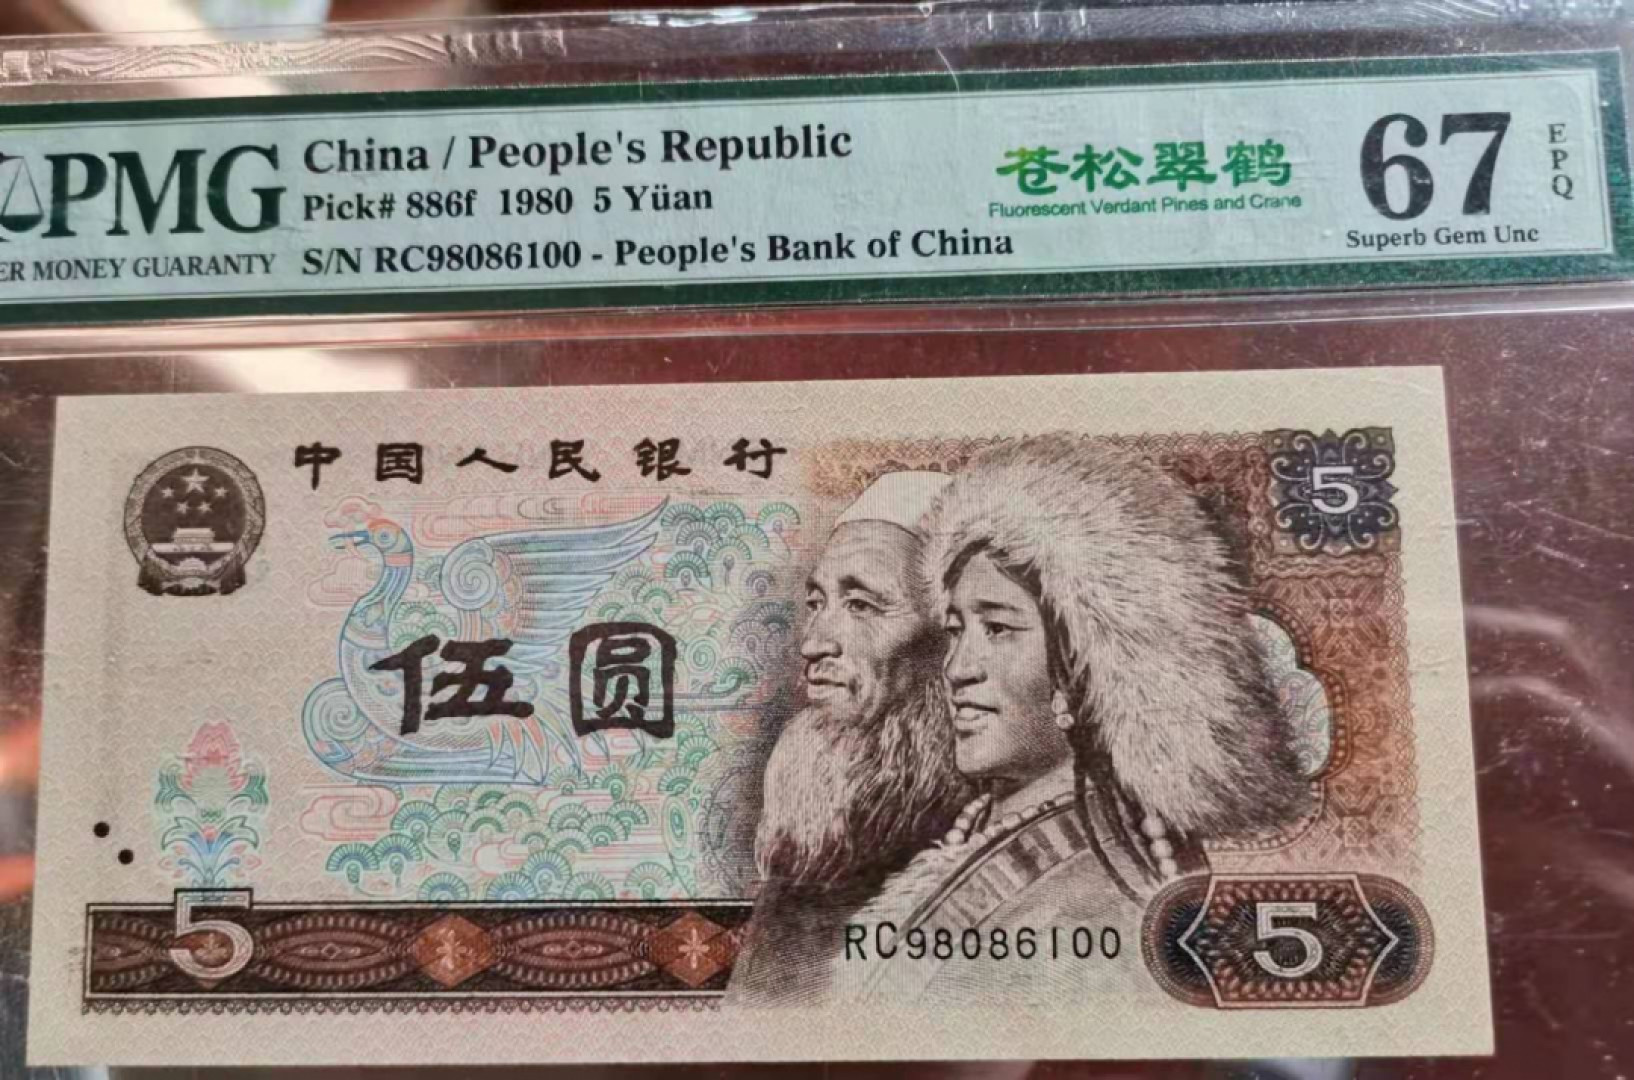 PMG
ER MONEY GUARANTY
China / People's Republic
Pick# 886f 1980 5 Yüan
S/N RC98086100 - People's Bank of China
苍松翠鹤
Fluorescent Verdant Pines and Crane
67
EPQ
Superb Gem Unc
中国人民银行
5
伍圆
5
RC98086100
5